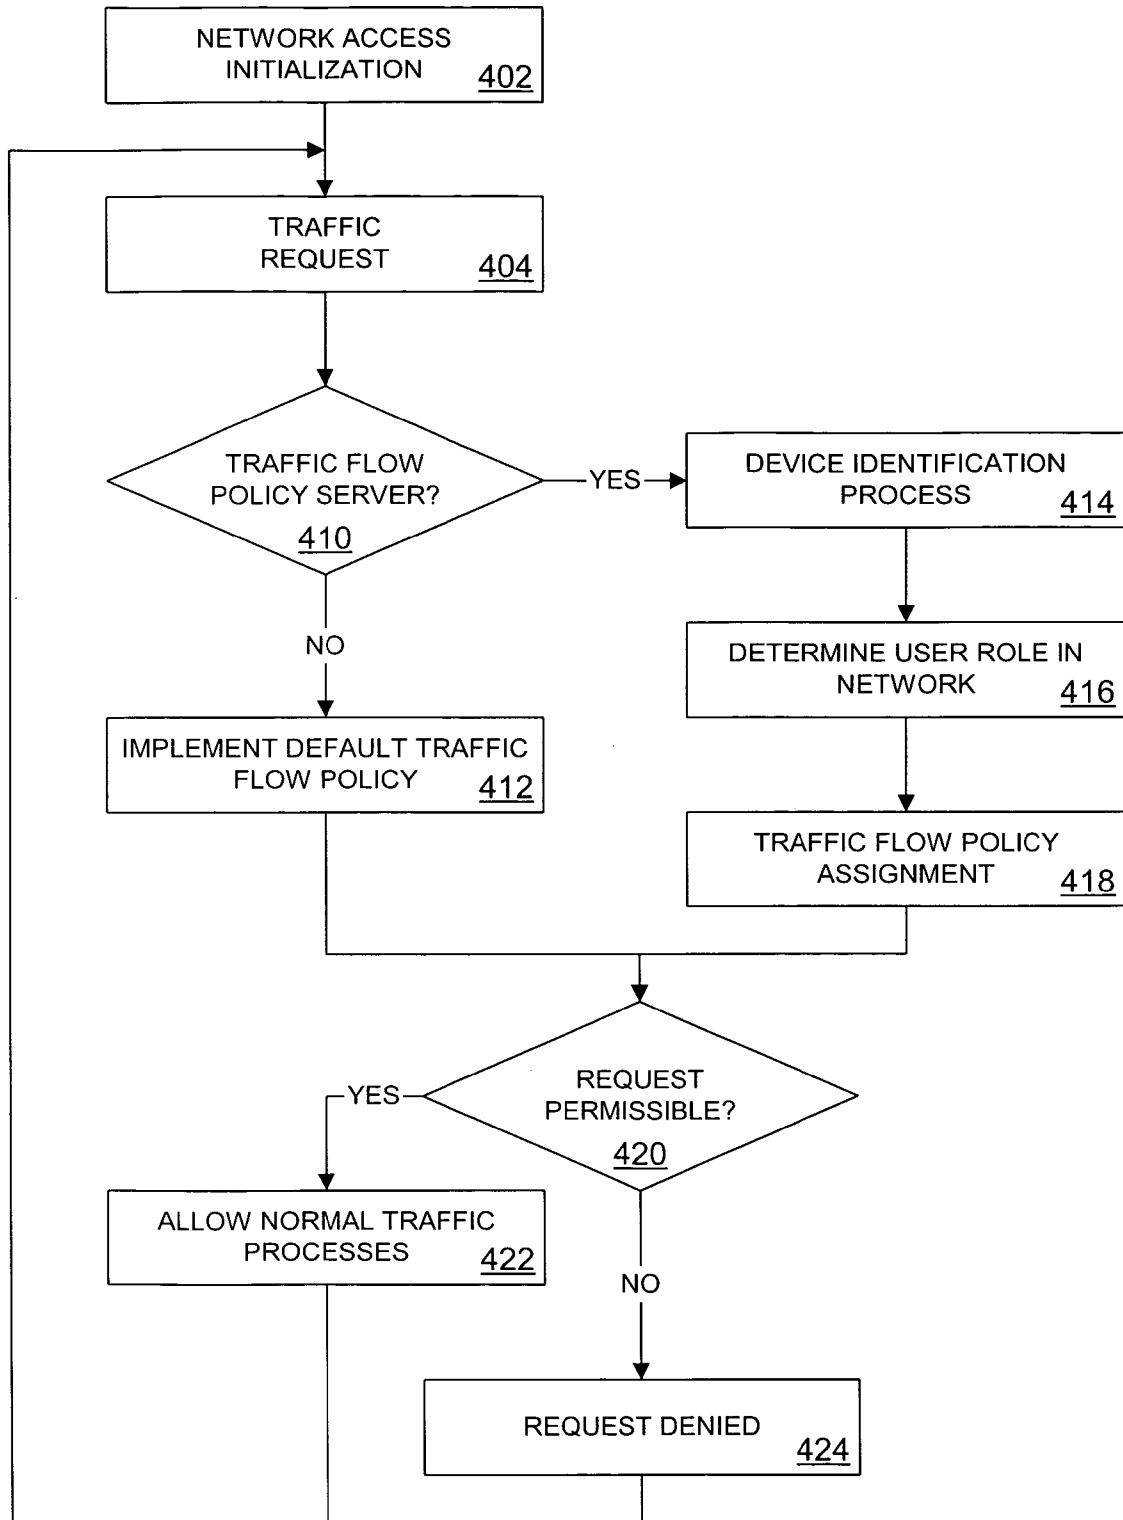 NETWORK ACCESS
INITIALIZATION
402
TRAFFIC
REQUEST
404
TRAFFIC FLOW
POLICY SERVER?
410
YES
DEVICE IDENTIFICATION
PROCESS
414
NO
DETERMINE USER ROLE IN
NETWORK
416
IMPLEMENT DEFAULT TRAFFIC
FLOW POLICY
412
TRAFFIC FLOW POLICY
ASSIGNMENT
418
REQUEST
PERMISSIBLE?
420
YES
ALLOW NORMAL TRAFFIC
PROCESSES
422
NO
REQUEST DENIED
424